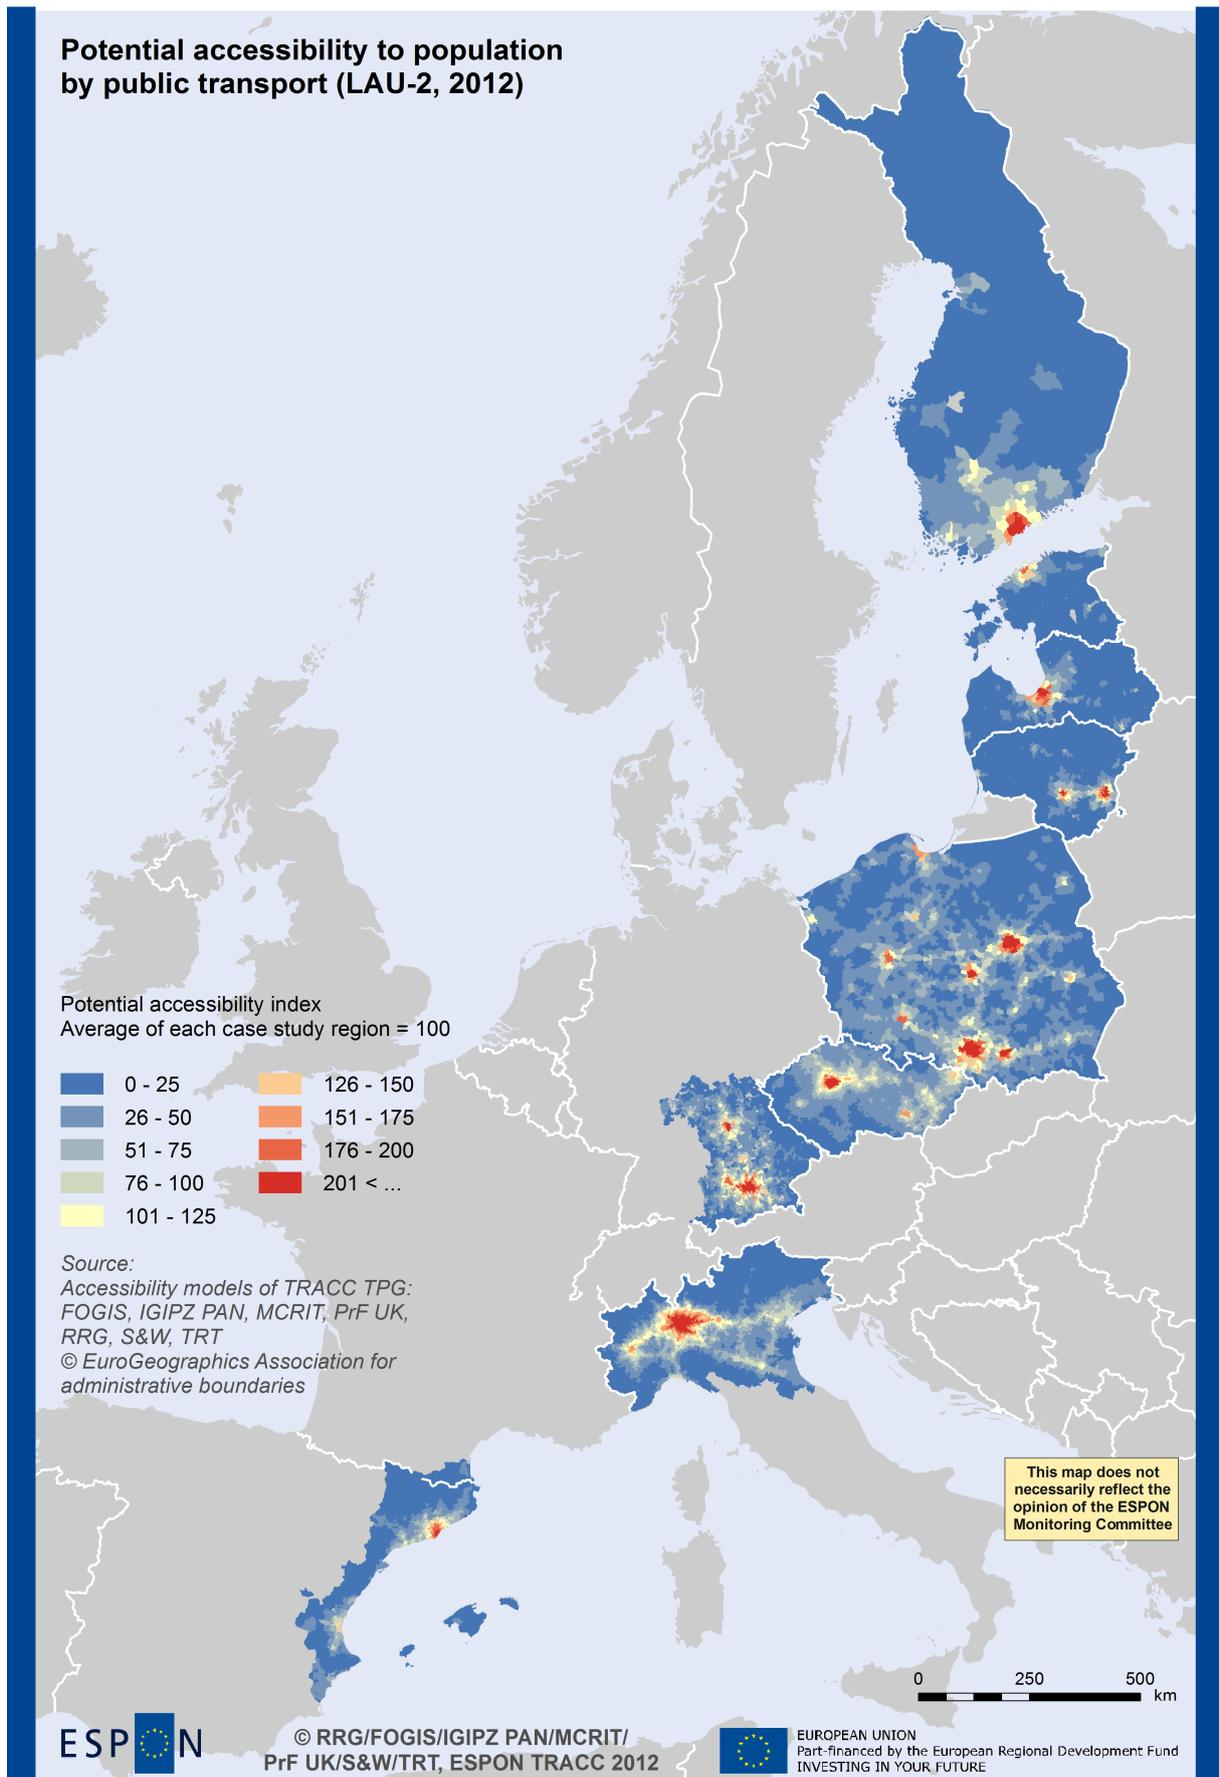 Potential accessibility to population
by public transport (LAU-2, 2012)
Potential accessibility index
Average of each case study region = 100
0 - 25
26 - 50
51 - 75
76 - 100
101 - 125
126 - 150
151 - 175
176 - 200
201 < ...
Source:
Accessibility models of TRACC TPG:
FOGIS, IGIPZ PAN, MCRIT, PrF UK,
RRG, S&W, TRT
© EuroGeographics Association for
administrative boundaries
This map does not
necessarily reflect the
opinion of the ESPON
Monitoring Committee
0 250 500
km
ESPON
© RRG/FOGIS/IGIPZ PAN/MCRIT/
PrF UK/S&W/TRT, ESPON TRACC 2012
EUROPEAN UNION
Part-financed by the European Regional Development Fund
INVESTING IN YOUR FUTURE